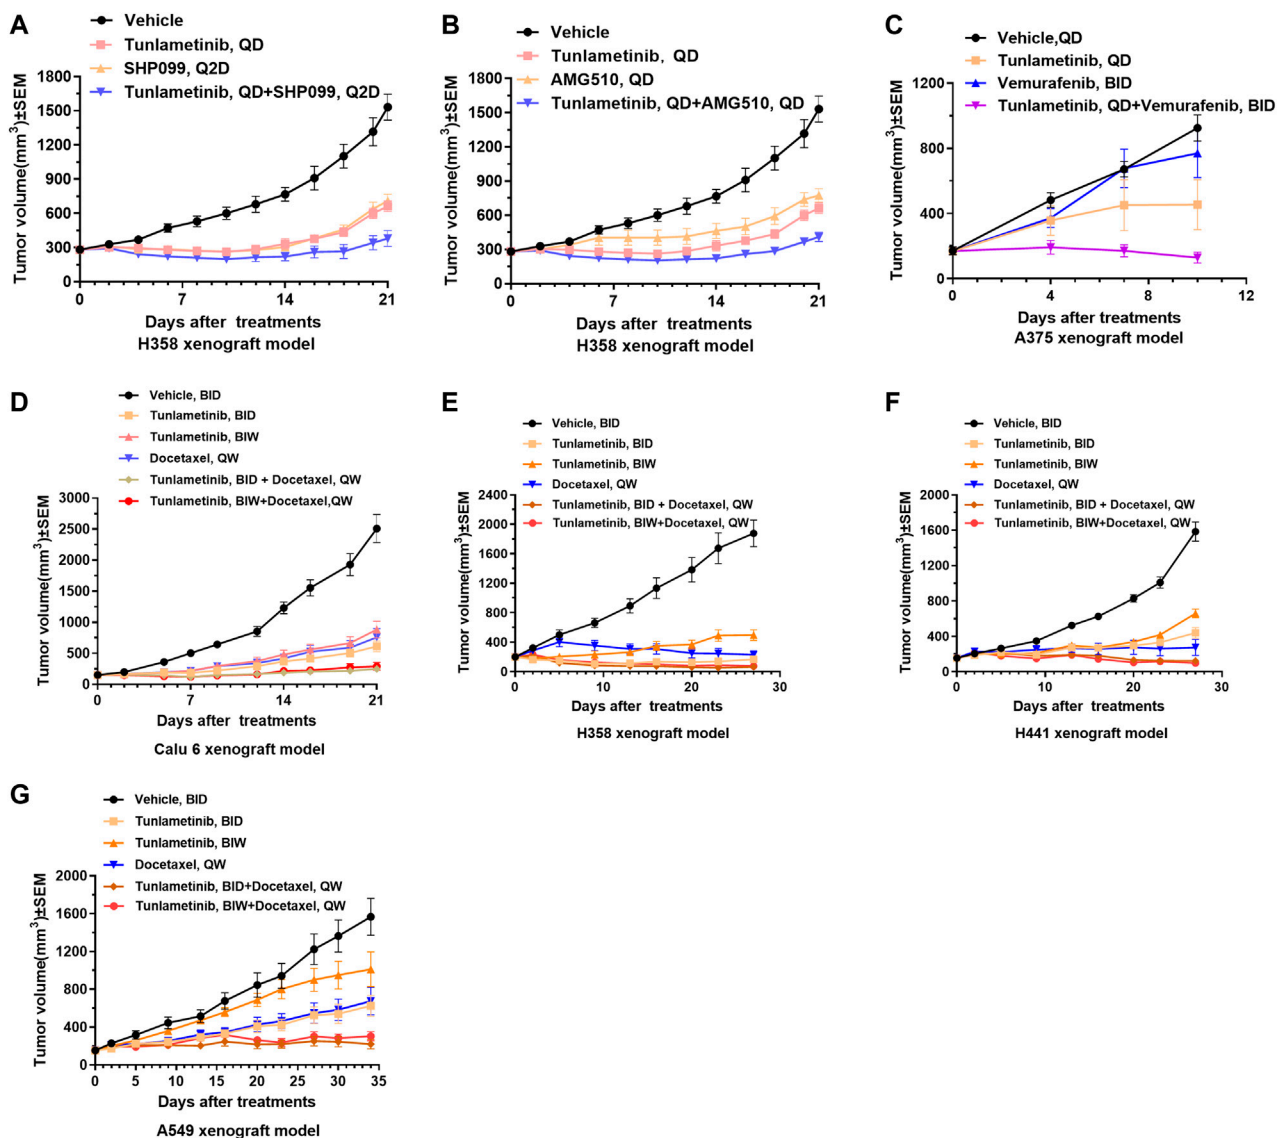 A
Vehicle
Tunlametinib, QD
SHP099, Q2D
Tunlametinib, QD+SHP099, Q2D
Tumor volume(mm³)±SEM
1800
1500
1200
900
600
300
0
0 7 14 21
Days after treatments
H358 xenograft model
B
Vehicle
Tunlametinib, QD
AMG510, QD
Tunlametinib, QD+AMG510, QD
Tumor volume(mm³)±SEM
1800
1500
1200
900
600
300
0
0 7 14 21
Days after treatments
H358 xenograft model
C
Vehicle,QD
Tunlametinib, QD
Vemurafenib, BID
Tunlametinib, QD+Vemurafenib, BID
Tumor volume(mm³)±SEM
1200
800
400
0
0 4 8 12
Days after treatments
A375 xenograft model
D
Vehicle, BID
Tunlametinib, BID
Tunlametinib, BIW
Docetaxel, QW
Tunlametinib, BID + Docetaxel, QW
Tunlametinib, BIW+Docetaxel,QW
Tumor volume(mm³)±SEM
3000
2500
2000
1500
1000
500
0
0 7 14 21
Days after treatments
Calu 6 xenograft model
E
Vehicle, BID
Tunlametinib, BID
Tunlametinib, BIW
Docetaxel, QW
Tunlametinib, BID + Docetaxel, QW
Tunlametinib, BIW+Docetaxel, QW
Tumor volume(mm³)±SEM
2400
2000
1600
1200
800
400
0
0 10 20 30
Days after treatments
H358 xenograft model
F
Vehicle, BID
Tunlametinib, BID
Tunlametinib, BIW
Docetaxel, QW
Tunlametinib, BID + Docetaxel, QW
Tunlametinib, BIW+Docetaxel, QW
Tumor volume(mm³)±SEM
2000
1600
1200
800
400
0
0 10 20 30
Days after treatments
H441 xenograft model
G
Vehicle, BID
Tunlametinib, BID
Tunlametinib, BIW
Docetaxel, QW
Tunlametinib, BID+Docetaxel, QW
Tunlametinib, BIW+Docetaxel, QW
Tumor volume(mm³)±SEM
2000
1600
1200
800
400
0
0 5 10 15 20 25 30 35
Days after treatments
A549 xenograft model